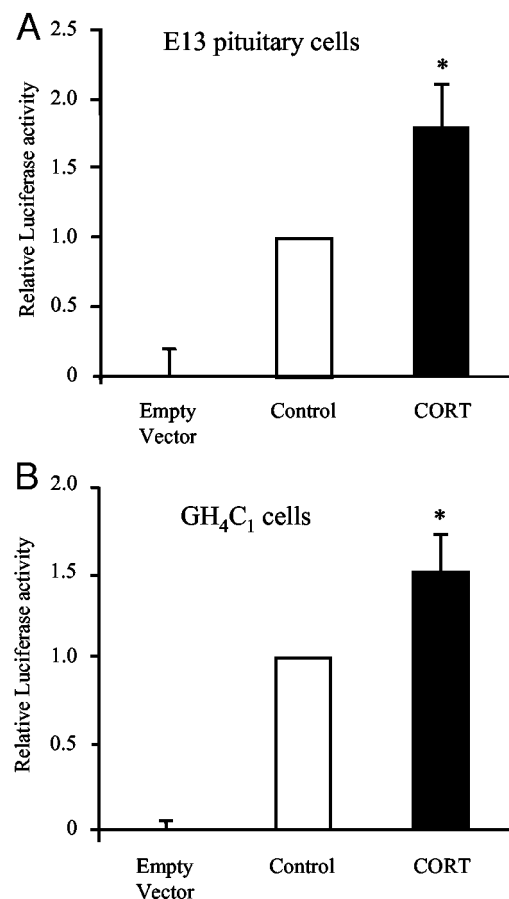 A
E13 pituitary cells
Relative Luciferase activity
2.5
2.0
1.5
1.0
0.5
0
*
Empty Vector
Control
CORT
B
GH₄C₁ cells
Relative Luciferase activity
2.0
1.5
1.0
0.5
0
*
Empty Vector
Control
CORT